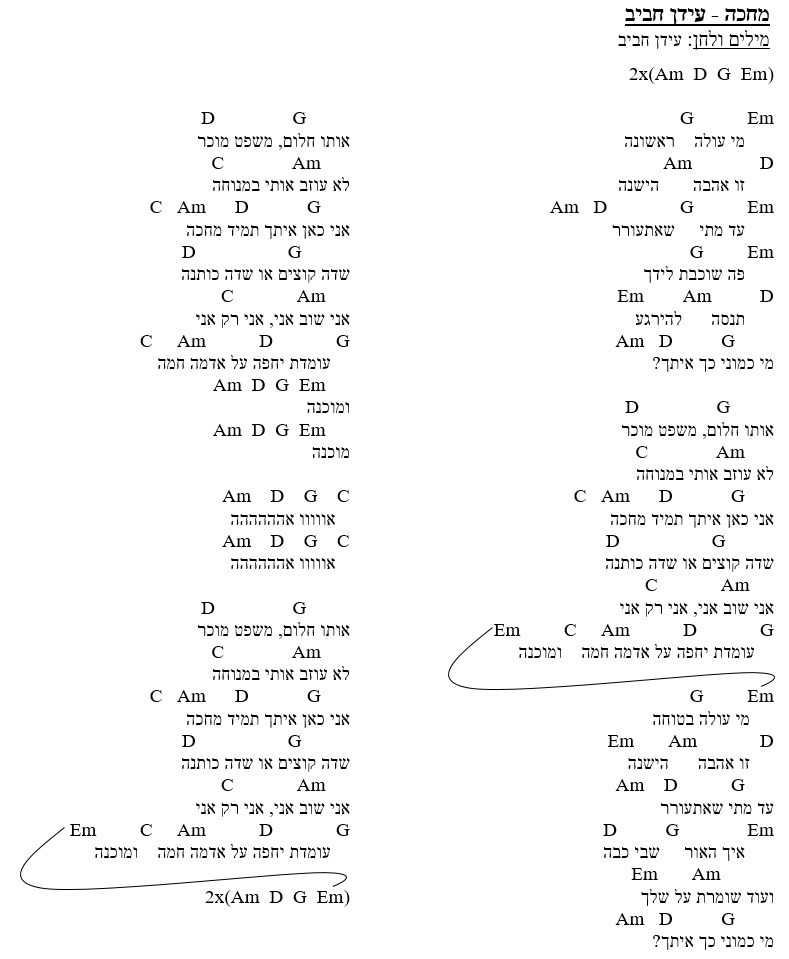 מחכה - עידן חביב
מילים ולחן: עידן חביב
2x(Am D G Em)
G Em
מי עולה ראשונה
Am D
זו אהבה הישנה
Am D G Em
עד מתי שאתעורר
G Em
פה שוכבת לידך
Em Am D
תנסה להירגע
Am D G
מי כמוני כך איתך?
D G
אותו חלום, משפט מוכר
C Am
לא עוזב אותי במנוחה
C Am D G
אני כאן איתך תמיד מחכה
D G
שדה קוצים או שדה כותנה
C Am
אני שוב אני, אני רק אני
Em C Am D G
עומדת יחפה על אדמה חמה ומוכנה
G Em
מי עולה בטוחה
Em Am D
זו אהבה הישנה
Am D G
עד מתי שאתעורר
D G Em
איך האור שבי כבה
Em Am
ועוד שומרת על שלך
Am D G
מי כמוני כך איתך?
D G
אותו חלום, משפט מוכר
C Am
לא עוזב אותי במנוחה
C Am D G
אני כאן איתך תמיד מחכה
D G
שדה קוצים או שדה כותנה
C Am
אני שוב אני, אני רק אני
C Am D G
עומדת יחפה על אדמה חמה
Am D G Em
ומוכנה
Am D G Em
מוכנה
Am D G C
אווווו אהההההה
Am D G C
אווווו אהההההה
D G
אותו חלום, משפט מוכר
C Am
לא עוזב אותי במנוחה
C Am D G
אני כאן איתך תמיד מחכה
D G
שדה קוצים או שדה כותנה
C Am
אני שוב אני, אני רק אני
Em C Am D G
עומדת יחפה על אדמה חמה ומוכנה
2x(Am D G Em)